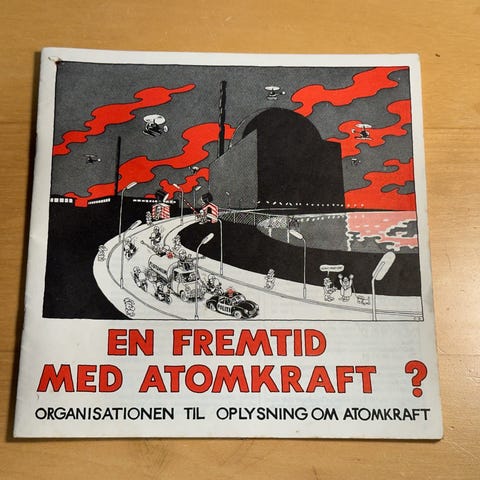 EN FREMTID
MED ATOMKRAFT ?
ORGANISATIONEN TIL OPLYSNING OM ATOMKRAFT